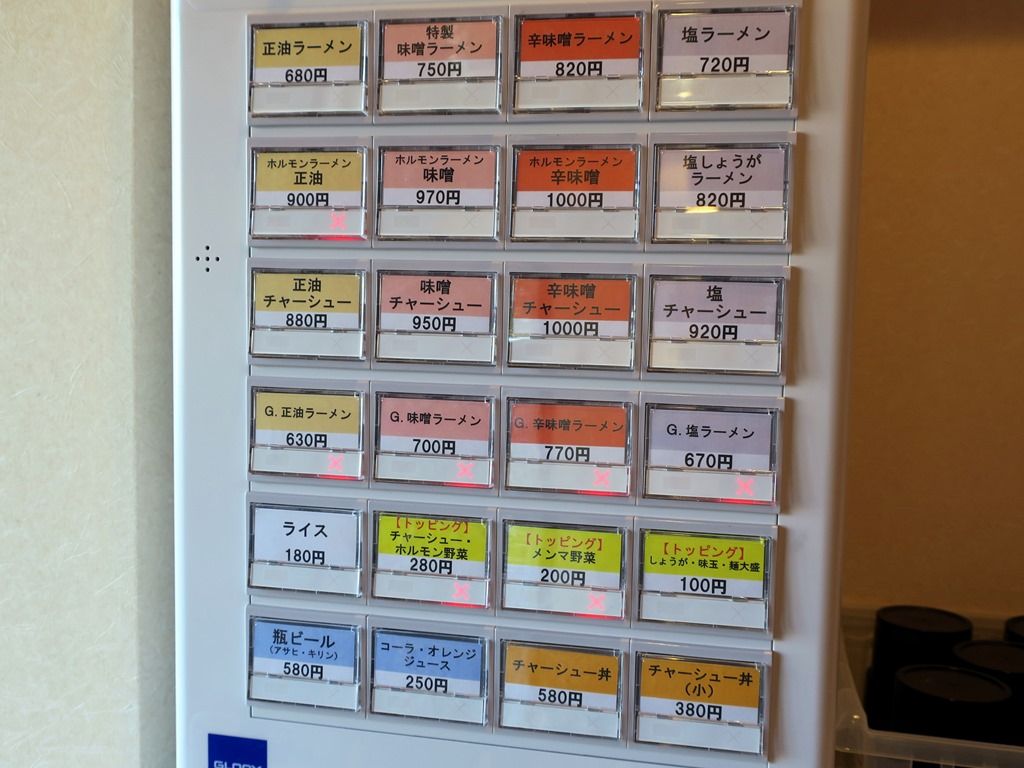 正油ラーメン
680円
特製
味噌ラーメン
750円
辛味噌ラーメン
820円
塩ラーメン
720円
ホルモンラーメン
正油
900円
ホルモンラーメン
味噌
970円
ホルモンラーメン
辛味噌
1000円
塩しょうが
ラーメン
820円
正油
チャーシュー
880円
味噌
チャーシュー
950円
辛味噌
チャーシュー
1000円
塩
チャーシュー
920円
G. 正油ラーメン
630円
G. 味噌ラーメン
700円
G. 辛味噌ラーメン
770円
G. 塩ラーメン
670円
ライス
180円
【トッピング】
チャーシュー・
ホルモン野菜
280円
【トッピング】
メンマ野菜
200円
【トッピング】
しょうが・味玉・麺大盛
100円
瓶ビール
（アサヒ・キリン）
580円
コーラ・オレンジ
ジュース
250円
チャーシュー丼
580円
チャーシュー丼
（小）
380円
GLORY